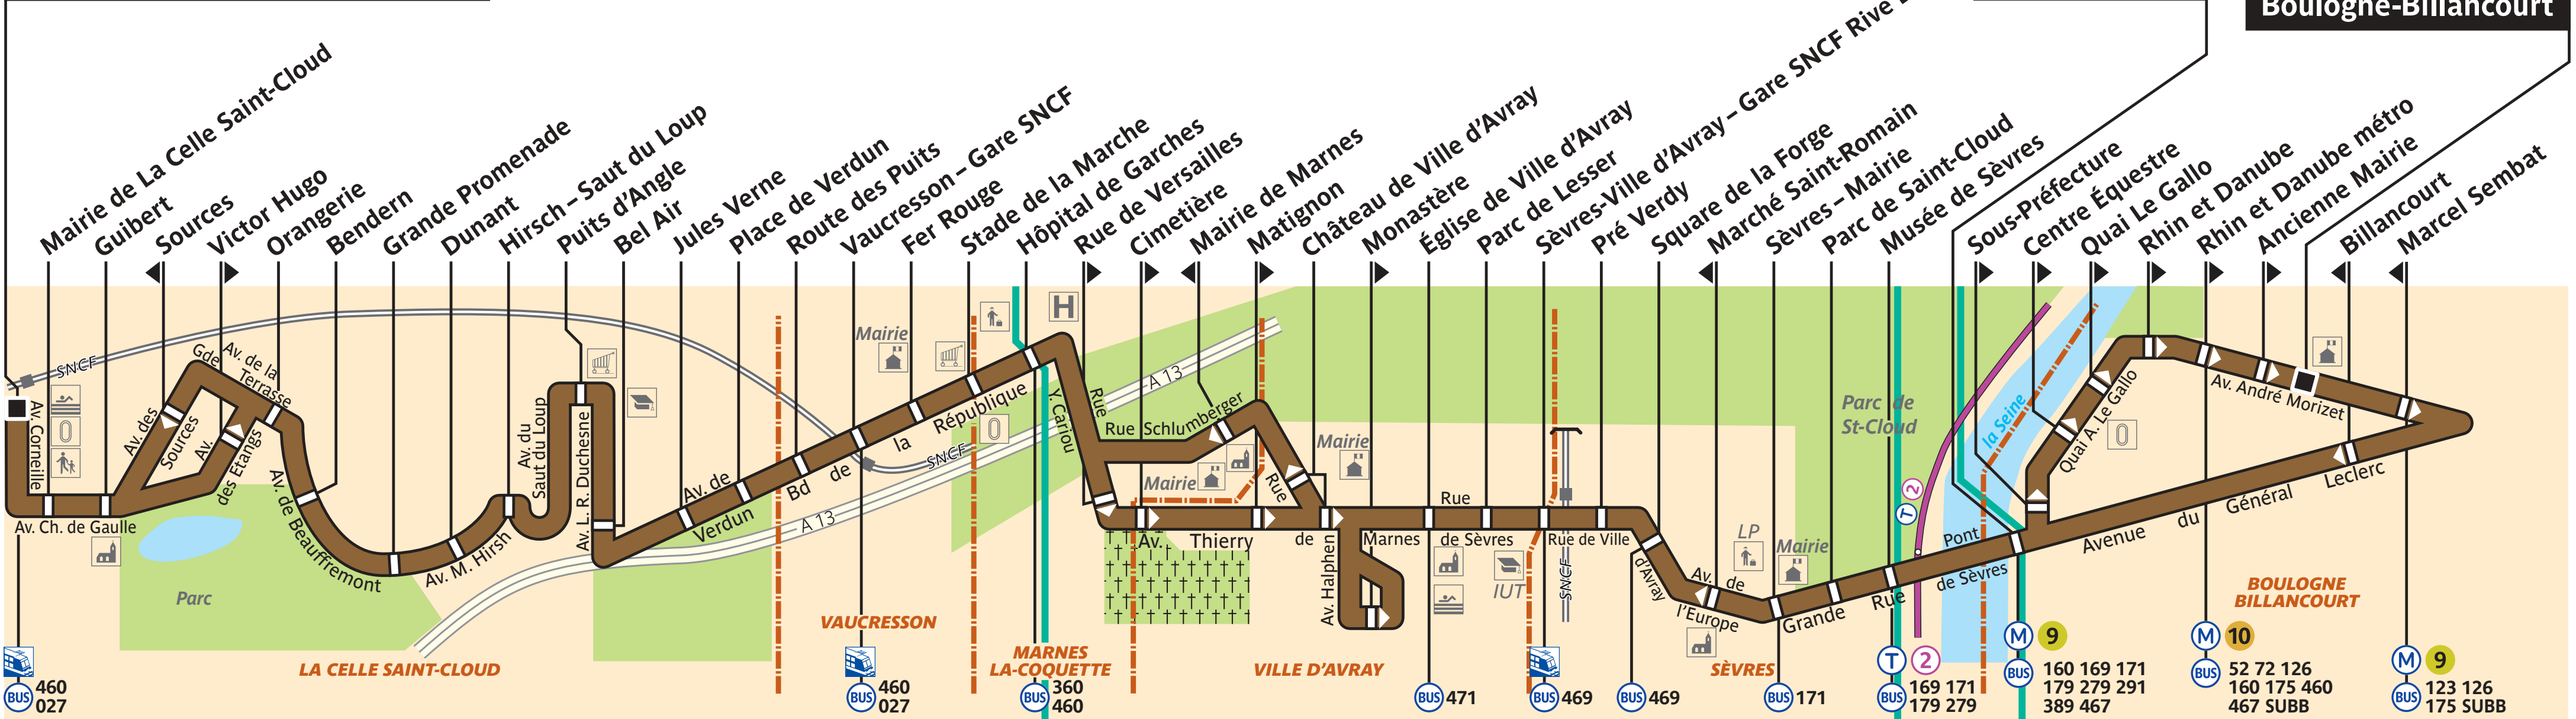 Boulogne-Billancourt
Mairie de La Celle Saint-Cloud
Guibert
Sources
Victor Hugo
Orangerie
Bendern
Grande Promenade
Dunant
Hirsch – Saut du Loup
Puits d'Angle
Bel Air
Jules Verne
Place de Verdun
Route des Puits
Vaucresson – Gare SNCF
Fer Rouge
Stade de la Marche
Hôpital de Garches
Rue de Versailles
Cimetière
Mairie de Marnes
Matignon
Château de Ville d'Avray
Monastère
Église de Ville d'Avray
Parc de Lesser
Sèvres-Ville d'Avray – Gare SNCF Rive
Pré Verdy
Square de la Forge
Marché Saint-Romain
Sèvres – Mairie
Parc de Saint-Cloud
Musée de Sèvres
Sous-Préfecture
Centre Équestre
Quai Le Gallo
Rhin et Danube
Rhin et Danube métro
Ancienne Mairie
Billancourt
Marcel Sembat
SNCF
Av. Corneille
Av. Ch. de Gaulle
Av. des
Sources
Av.
des Etangs
Gde
Av. de la
Terrasse
Parc
Av. de Beauffremont
Av. M. Hirsh
Av. du
Saut du Loup
Av. L. R. Duchesne
Av. de
Verdun
Bd de la République
Mairie
SNCF
A 13
A 13
H
Rue
Y. Cariou
Rue Schlumberger
Mairie
Rue
Av. Thierry de
Av. Halphen
Mairie
Marnes
Rue
de Sèvres
IUT
SNCF
Rue de Ville
d'Avray
Av. de
l'Europe
LP
Mairie
Grande Rue
Parc de
St-Cloud
T 2
la Seine
Pont
de Sèvres
Quai A. Le Gallo
Av. André Morizet
Avenue du Général Leclerc
LA CELLE SAINT-CLOUD
VAUCRESSON
MARNES
LA-COQUETTE
VILLE D'AVRAY
SÈVRES
BOULOGNE
BILLANCOURT
BUS 460
027
BUS 460
027
BUS 360
460
BUS 471
BUS 469
BUS 469
BUS 171
T 2
BUS 169 171
179 279
M 9
BUS 160 169 171
179 279 291
389 467
M 10
BUS 52 72 126
160 175 460
467 SUBB
M 9
BUS 123 126
175 SUBB